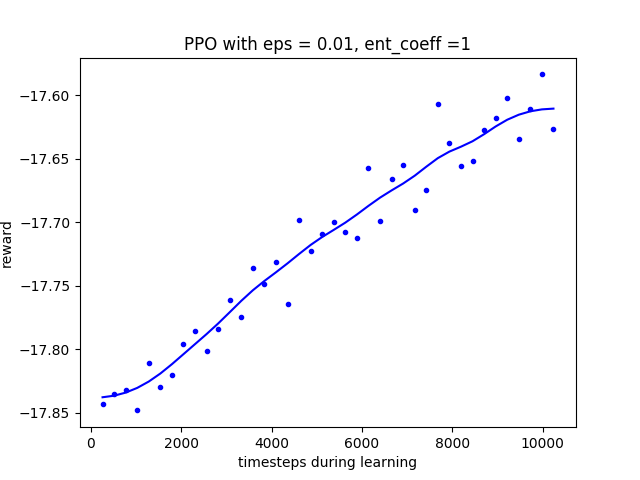 PPO with eps = 0.01, ent_coeff =1
−17.60
−17.65
−17.70
−17.75
−17.80
−17.85
reward
0 2000 4000 6000 8000 10000
timesteps during learning